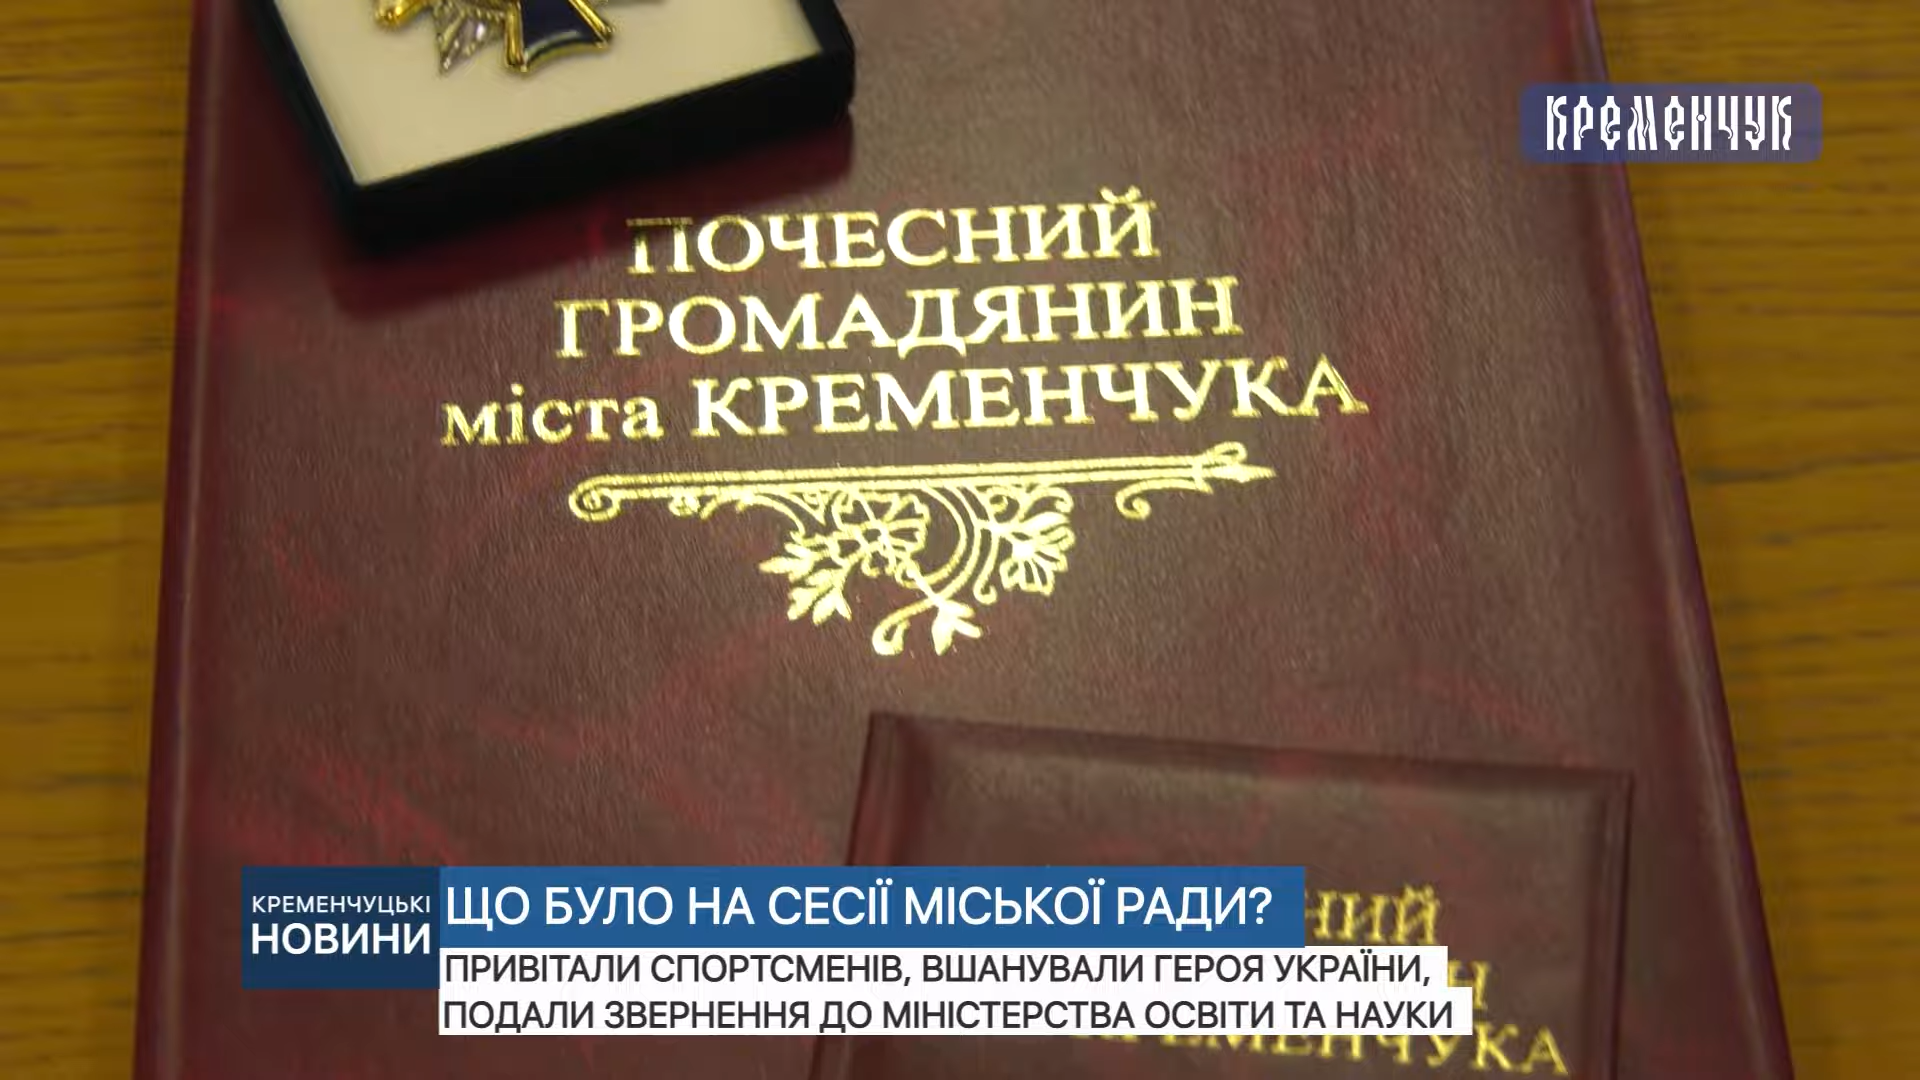 КРЕМЕНЧУК
ПОЧЕСНИЙ
ГРОМАДЯНИН
міста КРЕМЕНЧУКА
КРЕМЕНЧУЦЬКІ
НОВИНИ
ЩО БУЛО НА СЕСІЇ МІСЬКОЇ РАДИ?
ПРИВІТАЛИ СПОРТСМЕНІВ, ВШАНУВАЛИ ГЕРОЯ УКРАЇНИ,
ПОДАЛИ ЗВЕРНЕННЯ ДО МІНІСТЕРСТВА ОСВІТИ ТА НАУКИ
КРЕМЕНЧУКА